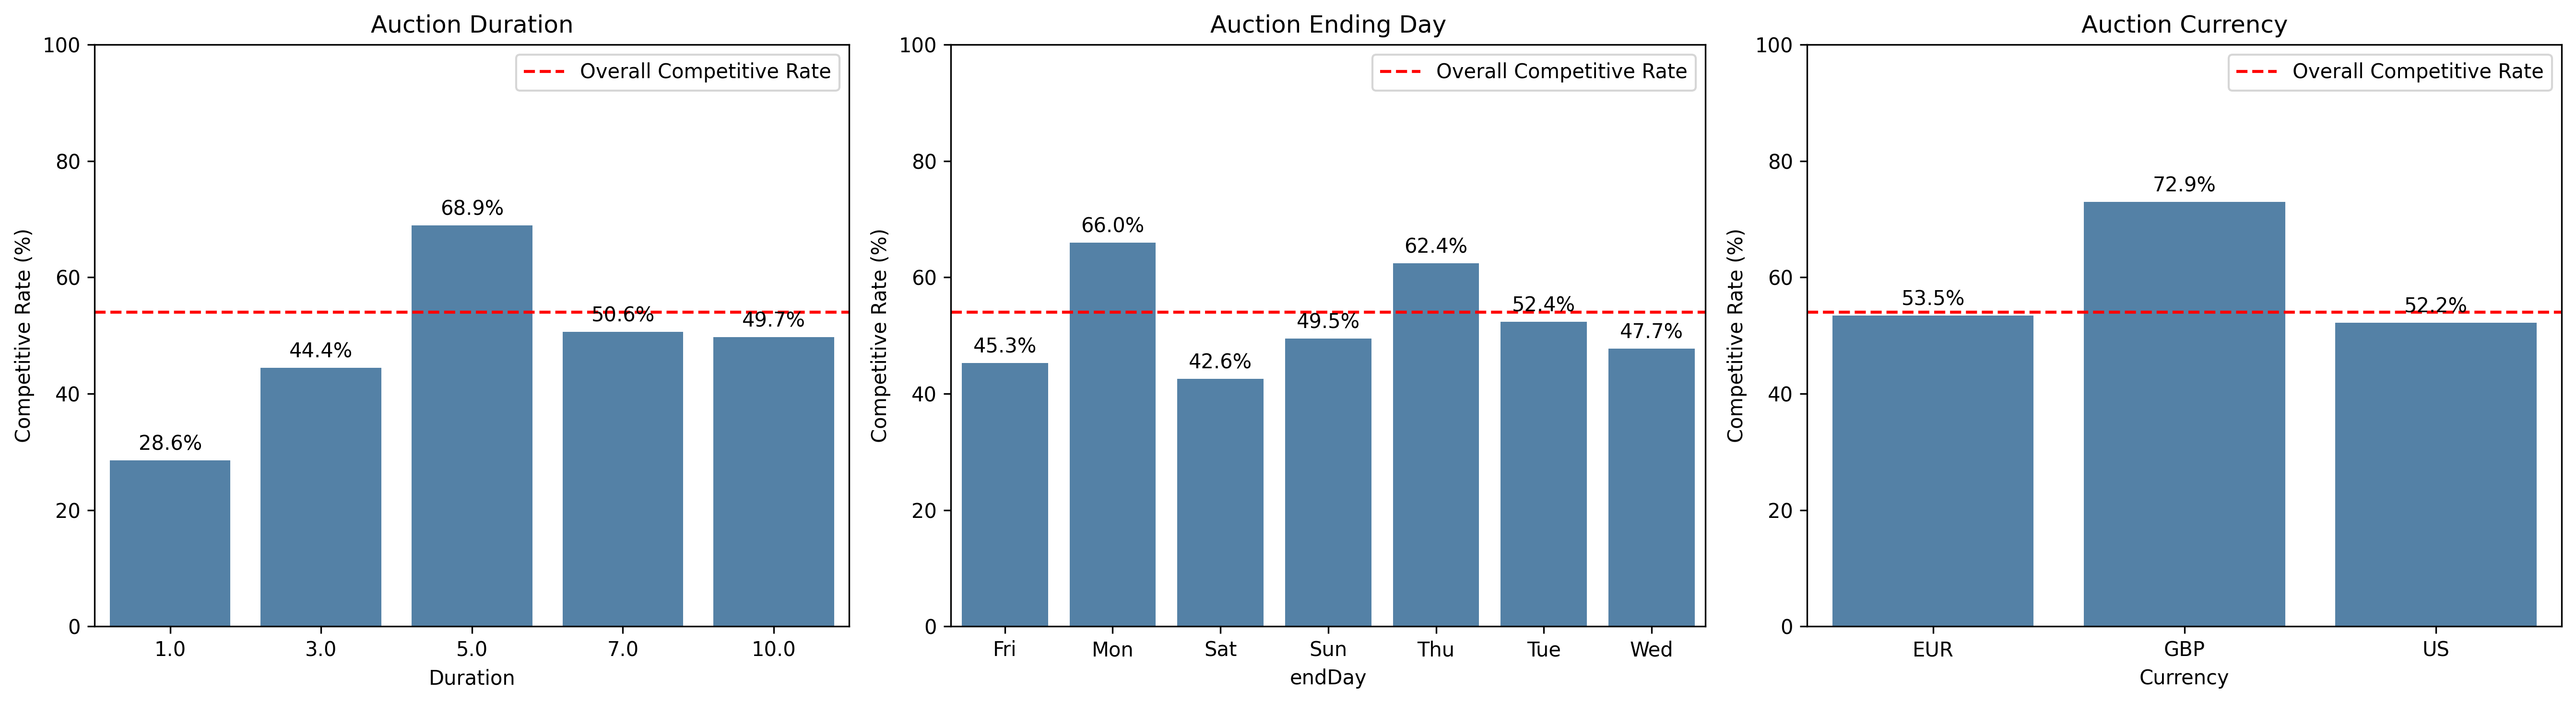 Auction Duration
100
80
60
40
20
0
Competitive Rate (%)
Overall Competitive Rate
28.6%
44.4%
68.9%
50.6%
49.7%
1.0 3.0 5.0 7.0 10.0
Duration
Auction Ending Day
100
80
60
40
20
0
Competitive Rate (%)
Overall Competitive Rate
45.3%
66.0%
42.6%
49.5%
62.4%
52.4%
47.7%
Fri Mon Sat Sun Thu Tue Wed
endDay
Auction Currency
100
80
60
40
20
0
Competitive Rate (%)
Overall Competitive Rate
53.5%
72.9%
52.2%
EUR GBP US
Currency